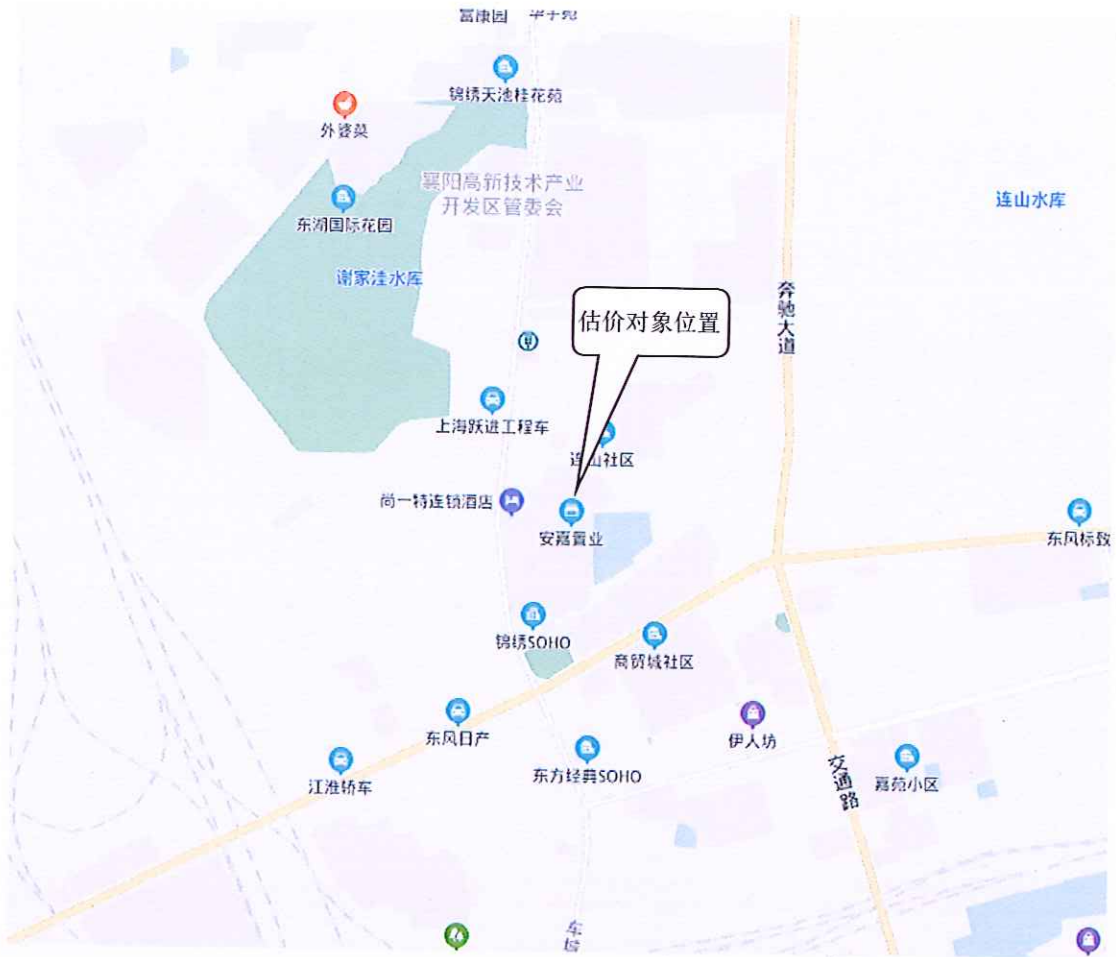 富康园
锦绣天池桂花苑
外婆菜
襄阳高新技术产业
开发区管委会
连山水库
东湖国际花园
谢家洼水库
奔驰大道
估价对象位置
上海跃进工程车
连山社区
尚一特连锁酒店
安嘉置业
东风标致
锦绣SOHO
商贸城社区
东风日产
伊人坊
东方经典SOHO
江淮轿车
交通路
嘉苑小区
车城